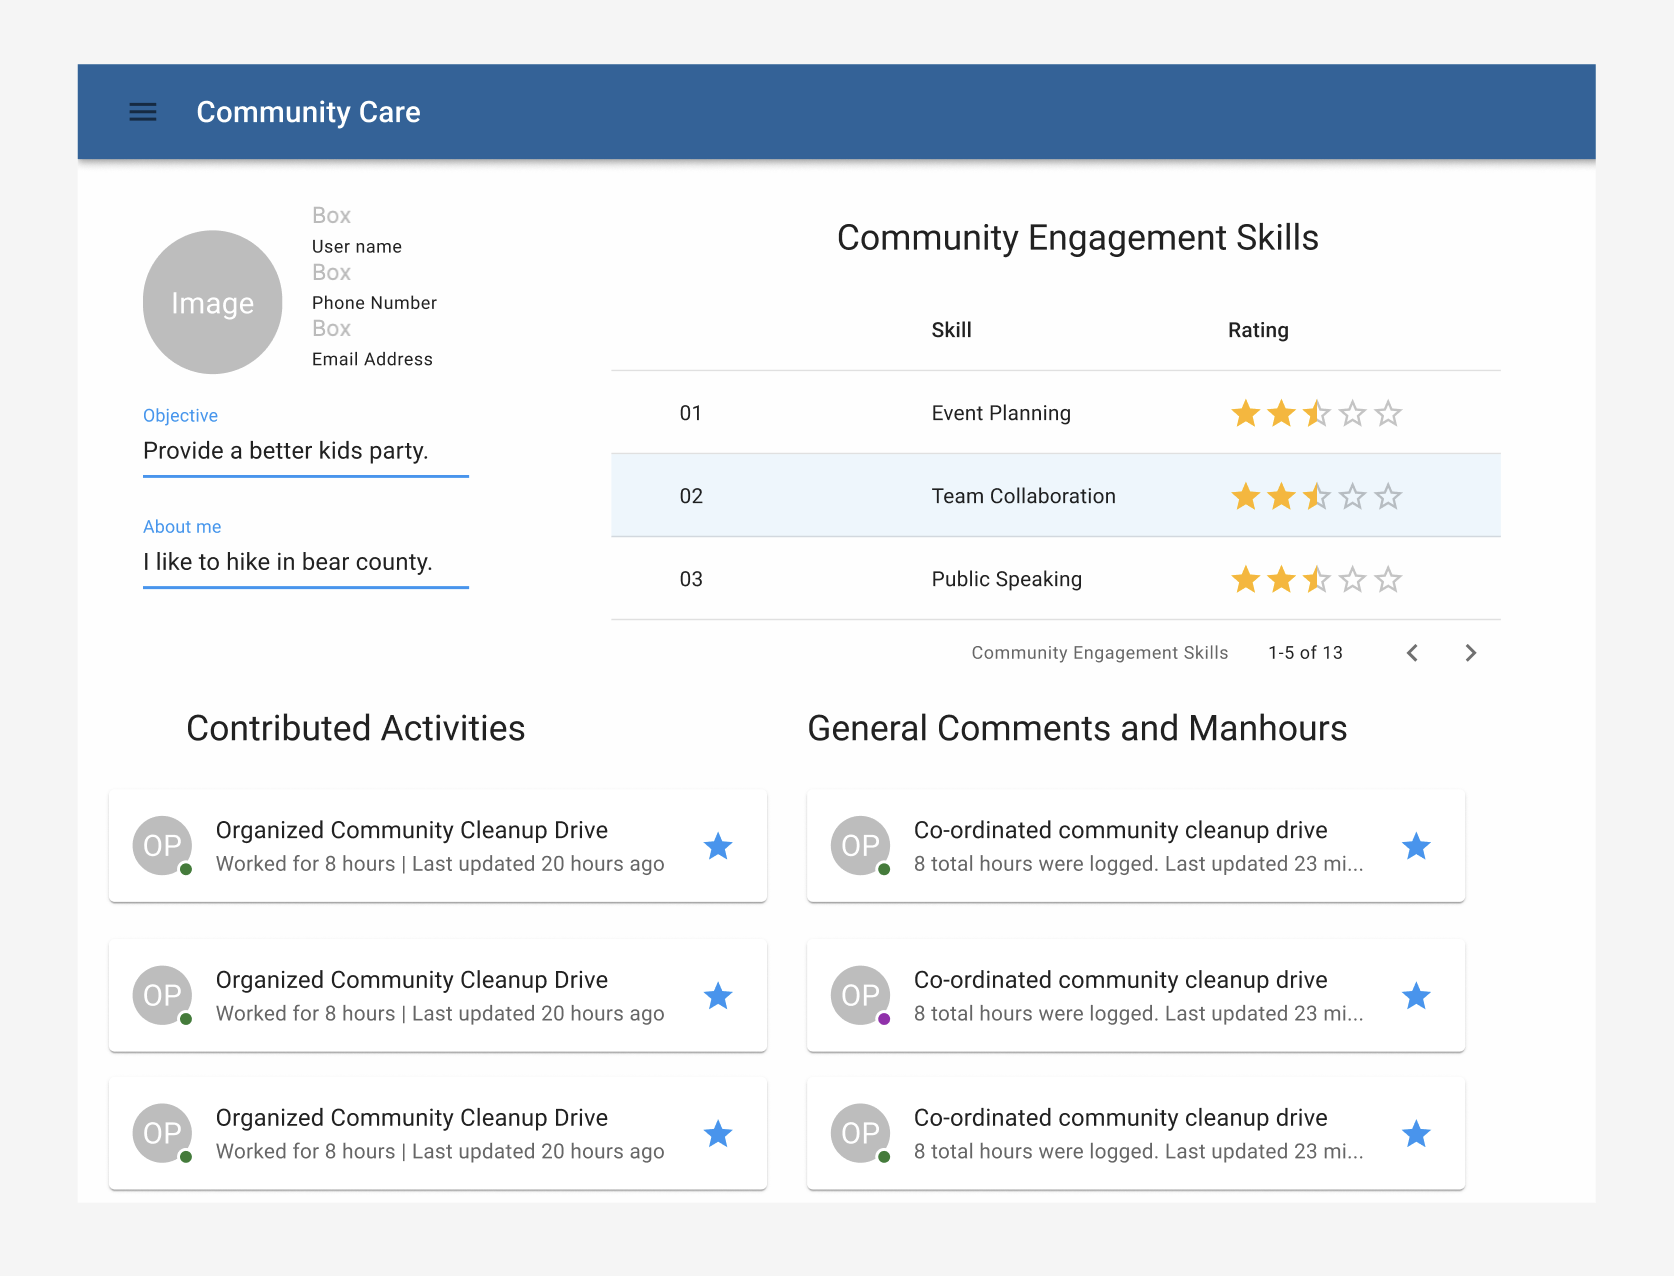 Community Care
Box
User name
Box
Phone Number
Box
Email Address
Image
Objective
Provide a better kids party.
About me
I like to hike in bear county.
Community Engagement Skills
Skill Rating
01 Event Planning
02 Team Collaboration
03 Public Speaking
Community Engagement Skills 1-5 of 13
Contributed Activities
OP
Organized Community Cleanup Drive
Worked for 8 hours | Last updated 20 hours ago
OP
Organized Community Cleanup Drive
Worked for 8 hours | Last updated 20 hours ago
OP
Organized Community Cleanup Drive
Worked for 8 hours | Last updated 20 hours ago
General Comments and Manhours
OP
Co-ordinated community cleanup drive
8 total hours were logged. Last updated 23 mi...
OP
Co-ordinated community cleanup drive
8 total hours were logged. Last updated 23 mi...
OP
Co-ordinated community cleanup drive
8 total hours were logged. Last updated 23 mi...